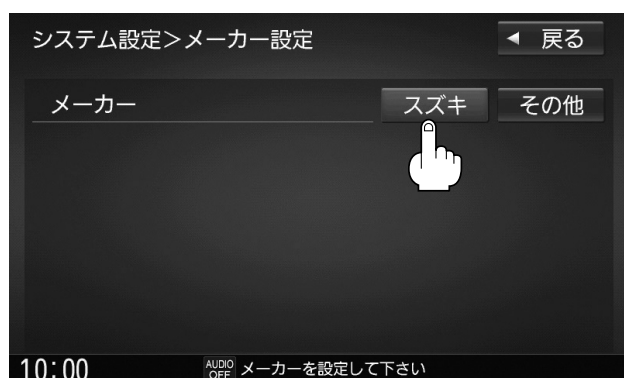 システム設定＞メーカー設定
◀ 戻る
メーカー
スズキ
その他
10:00
AUDIO OFF
メーカーを設定して下さい